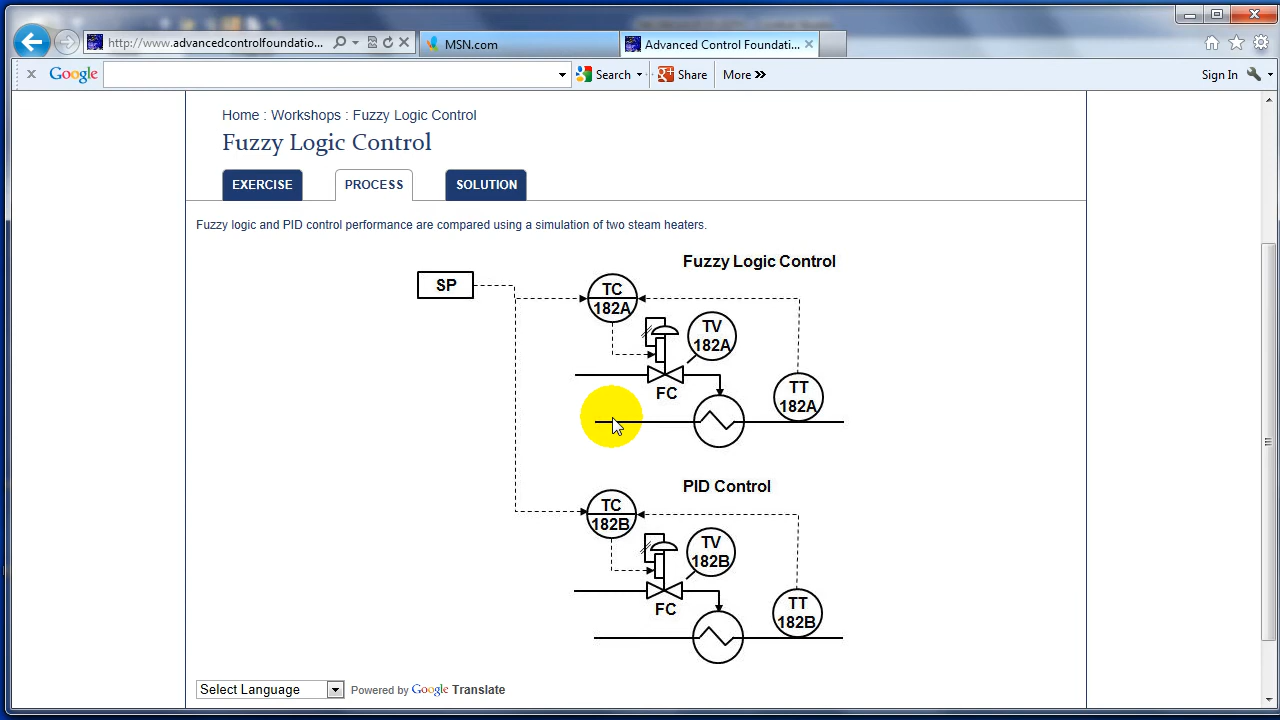 http://www.advancedcontrolfoundatio...
MSN.com
Advanced Control Foundati...
Google
Search
Share
More »
Sign In
Home : Workshops : Fuzzy Logic Control
Fuzzy Logic Control
EXERCISE
PROCESS
SOLUTION
Fuzzy logic and PID control performance are compared using a simulation of two steam heaters.
Fuzzy Logic Control
SP
TC
182A
TV
182A
FC
TT
182A
PID Control
TC
182B
TV
182B
FC
TT
182B
Select Language
Powered by Google Translate